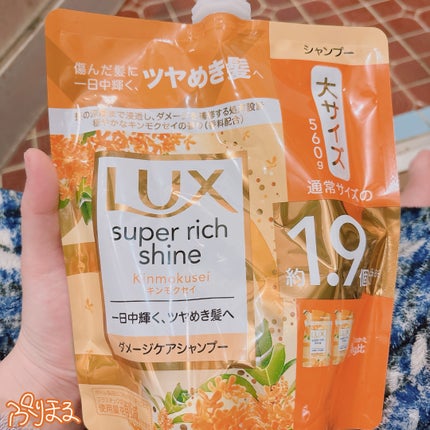 シャンプー
傷んだ髪に
一日中輝く、ツヤめき髪へ
大サイズ
560g
通常サイズの
約1.9個
LUX
super rich
shine
Kinmokusei
キンモクセイ
一日中輝く、ツヤめき髪へ
ダメージケアシャンプー
LUX
ぷりほる